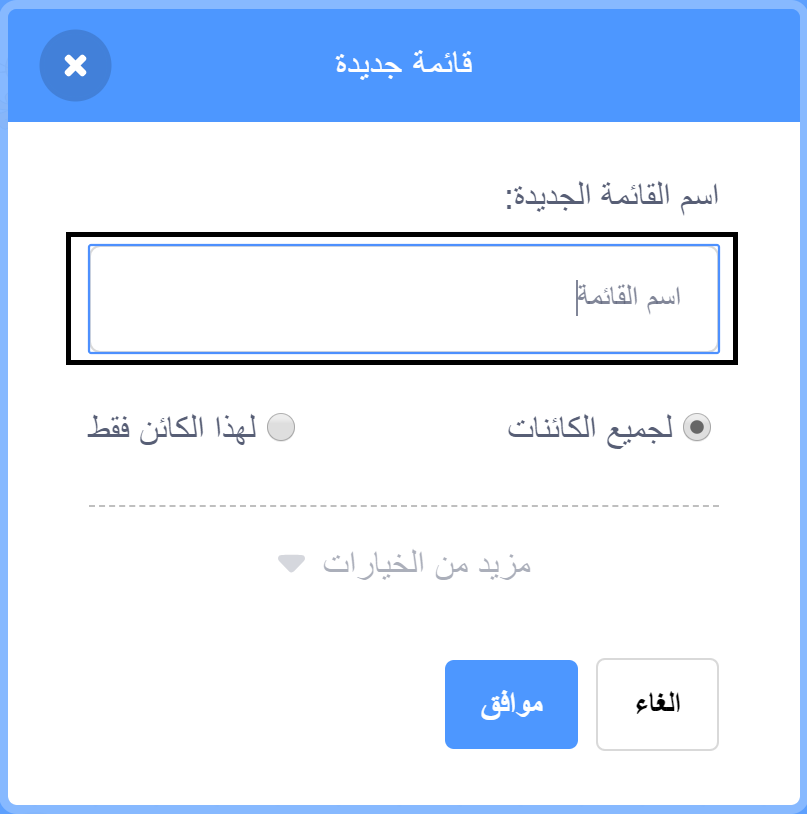 قائمة جديدة
اسم القائمة الجديدة:
اسم القائمة
لجميع الكائنات لهذا الكائن فقط
مزيد من الخيارات
الغاء موافق